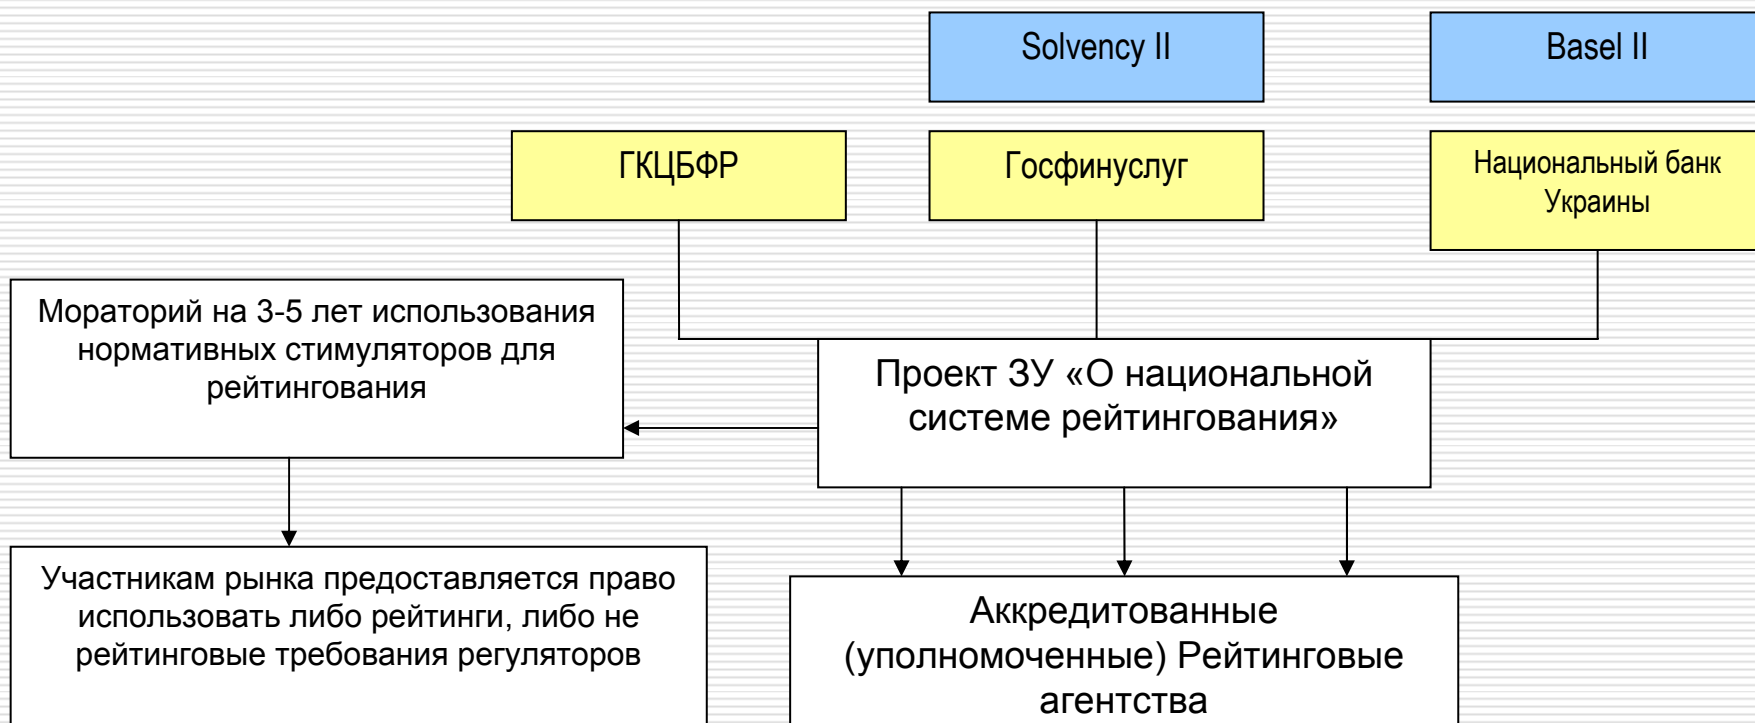 Solvency II
Basel II
ГКЦБФР
Госфинуслуг
Национальный банк
Украины
Мораторий на 3-5 лет использования
нормативных стимуляторов для
рейтингования
Проект ЗУ «О национальной
системе рейтингования»
Участникам рынка предоставляется право
использовать либо рейтинги, либо не
рейтинговые требования регуляторов
Аккредитованные
(уполномоченные) Рейтинговые
агентства